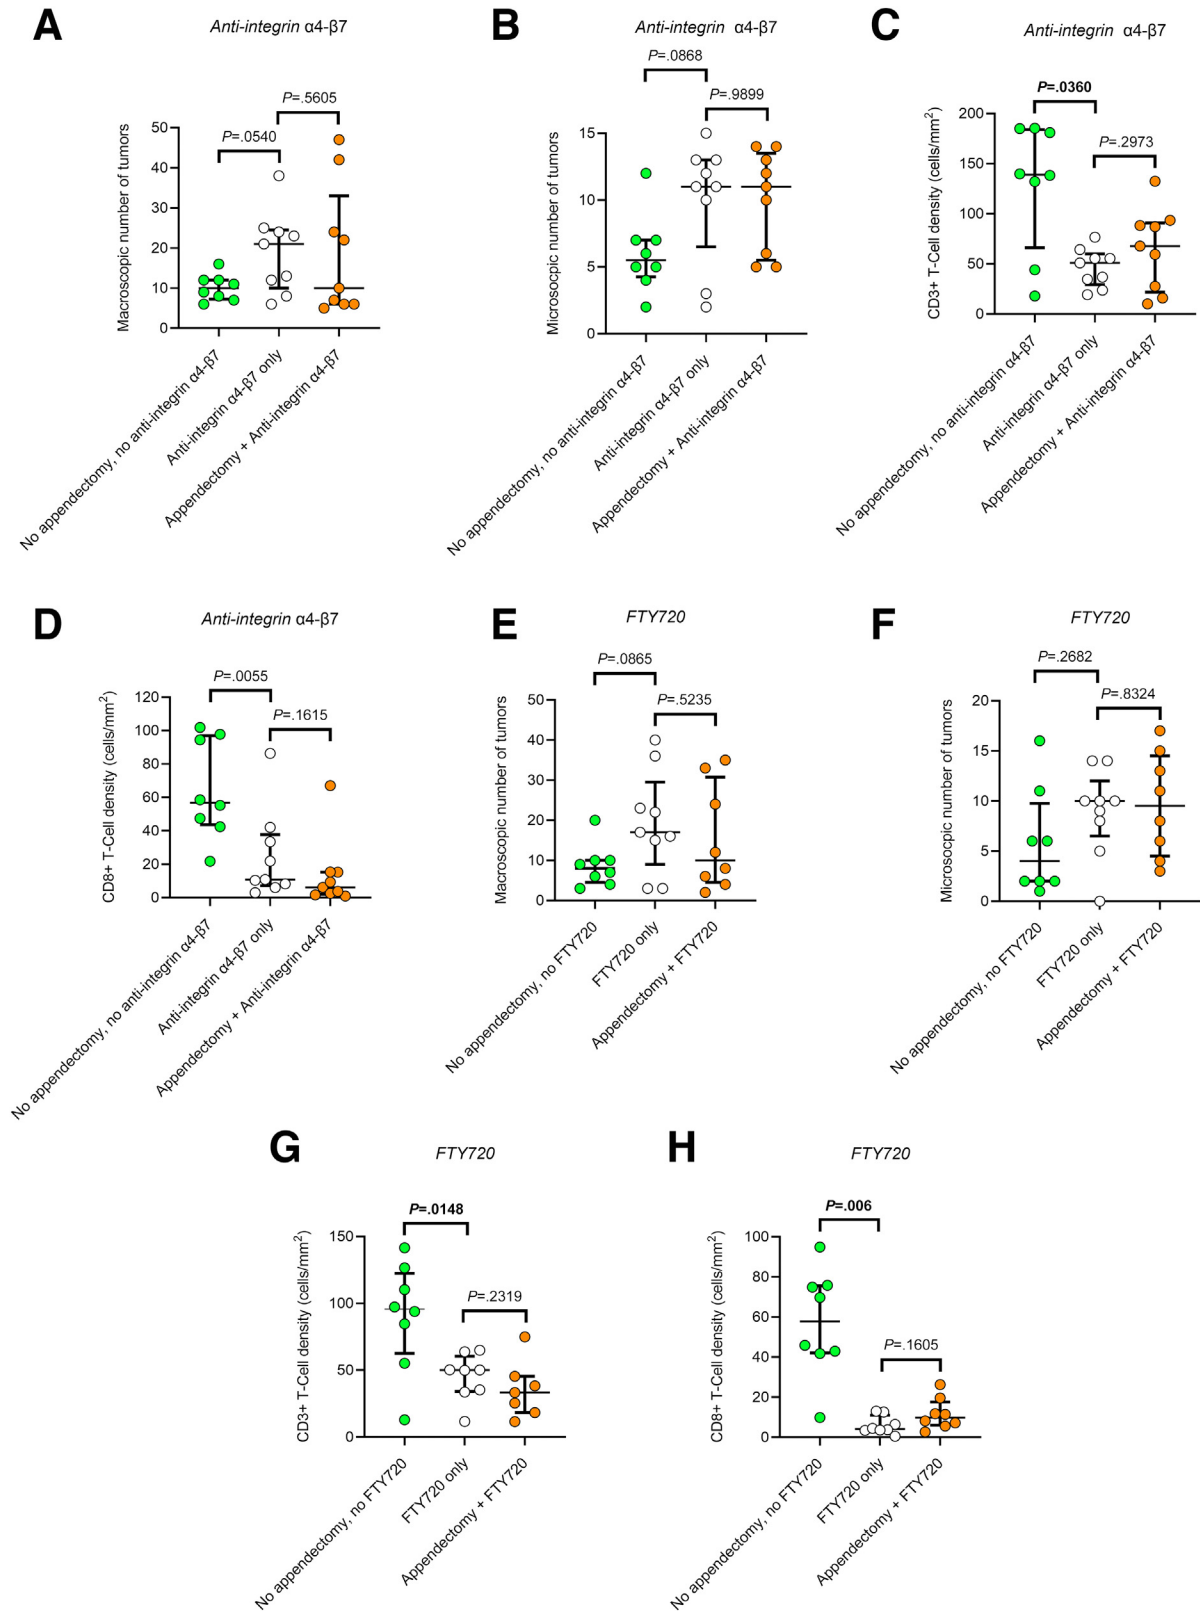 A
Anti-integrin α4-β7
P=.5605
P=.0540
Macroscopic number of tumors
50
40
30
20
10
0
No appendectomy, no anti-integrin α4-β7
Anti-integrin α4-β7 only
Appendectomy + Anti-integrin α4-β7
B
Anti-integrin α4-β7
P=.0868
P=.9899
Microsopic number of tumors
15
10
5
0
No appendectomy, no anti-integrin α4-β7
Anti-integrin α4-β7 only
Appendectomy + Anti-integrin α4-β7
C
Anti-integrin α4-β7
P=.0360
P=.2973
CD3+ T-Cell density (cells/mm2)
200
150
100
50
0
No appendectomy, no anti-integrin α4-β7
Anti-integrin α4-β7 only
Appendectomy + Anti-integrin α4-β7
D
Anti-integrin α4-β7
P=.0055
P=.1615
CD8+ T-Cell density (cells/mm2)
120
100
80
60
40
20
0
No appendectomy, no anti-integrin α4-β7
Anti-integrin α4-β7 only
Appendectomy + Anti-integrin α4-β7
E
FTY720
P=.0865
P=.5235
Macroscopic number of tumors
50
40
30
20
10
0
No appendectomy, no FTY720
FTY720 only
Appendectomy + FTY720
F
FTY720
P=.2682
P=.8324
Microsocpic number of tumors
20
15
10
5
0
No appendectomy, no FTY720
FTY720 only
Appendectomy + FTY720
G
FTY720
P=.0148
P=.2319
CD3+ T-Cell density (cells/mm2)
150
100
50
0
No appendectomy, no FTY720
FTY720 only
Appendectomy + FTY720
H
FTY720
P=.006
P=.1605
CD8+ T-Cell density (cells/mm2)
100
80
60
40
20
0
No appendectomy, no FTY720
FTY720 only
Appendectomy + FTY720